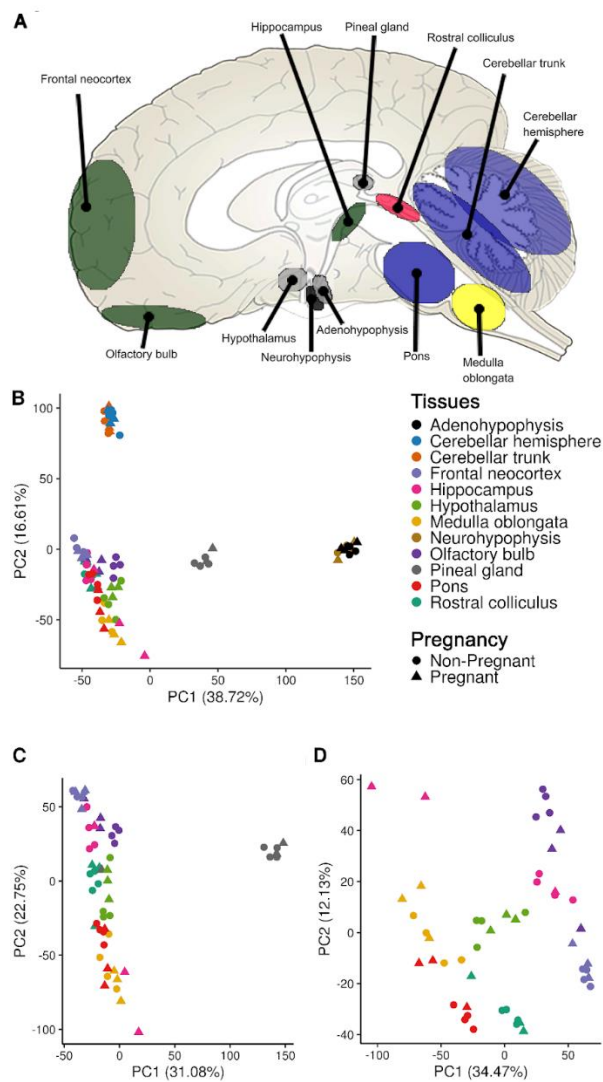 A
Hippocampus
Pineal gland
Rostral colliculus
Cerebellar trunk
Frontal neocortex
Cerebellar
hemisphere
Hypothalamus
Adenohypophysis
Olfactory bulb
Neurohypophysis
Pons
Medulla
oblongata
B
100
50
0
-50
PC2 (16.61%)
-50 0 50 100 150
PC1 (38.72%)
Tissues
Adenohypophysis
Cerebellar hemisphere
Cerebellar trunk
Frontal neocortex
Hippocampus
Hypothalamus
Medulla oblongata
Neurohypophysis
Olfactory bulb
Pineal gland
Pons
Rostral colliculus
Pregnancy
Non-Pregnant
Pregnant
C
50
0
-50
-100
PC2 (22.75%)
-50 0 50 100 150
PC1 (31.08%)
D
60
40
20
0
-20
-40
PC2 (12.13%)
-100 -50 0 50
PC1 (34.47%)